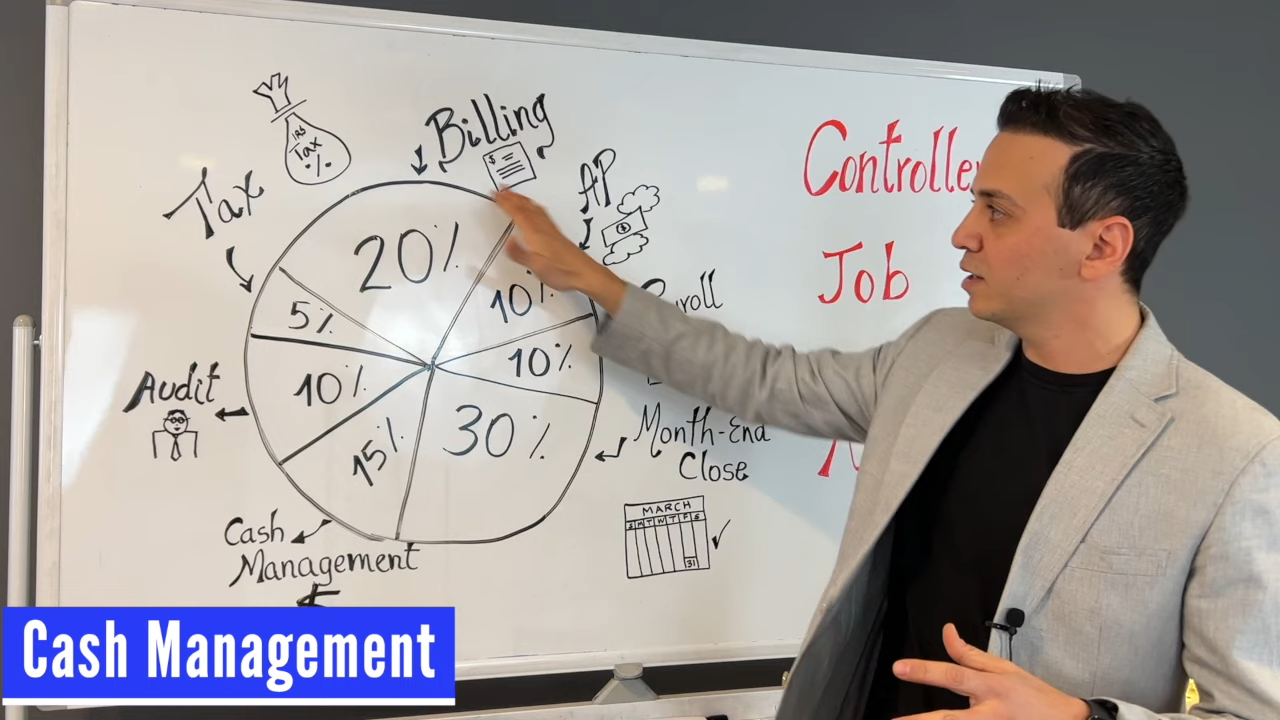 Billing
$
IRS
Tax
%
AP
$
Tax
20%
10%
5%
10%
10%
Audit
30%
15%
Month-End
Close
Cash
Management
MARCH
S M T W T F S
31
Controller
Job
Cash Management